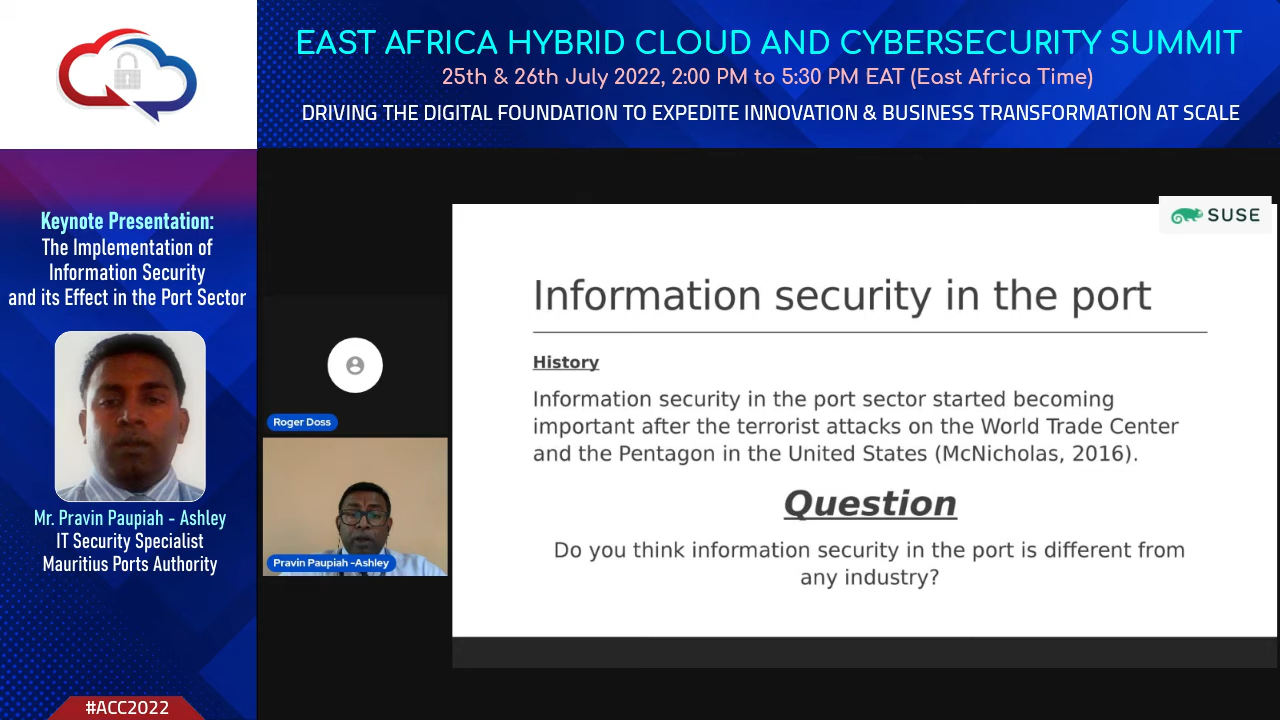 EAST AFRICA HYBRID CLOUD AND CYBERSECURITY SUMMIT
25th & 26th July 2022, 2:00 PM to 5:30 PM EAT (East Africa Time)
DRIVING THE DIGITAL FOUNDATION TO EXPEDITE INNOVATION & BUSINESS TRANSFORMATION AT SCALE
Keynote Presentation:
The Implementation of
Information Security
and its Effect in the Port Sector
Mr. Pravin Paupiah - Ashley
IT Security Specialist
Mauritius Ports Authority
#ACC2022
Roger Doss
Pravin Paupiah -Ashley
SUSE
Information security in the port
History
Information security in the port sector started becoming
important after the terrorist attacks on the World Trade Center
and the Pentagon in the United States (McNicholas, 2016).
Question
Do you think information security in the port is different from
any industry?